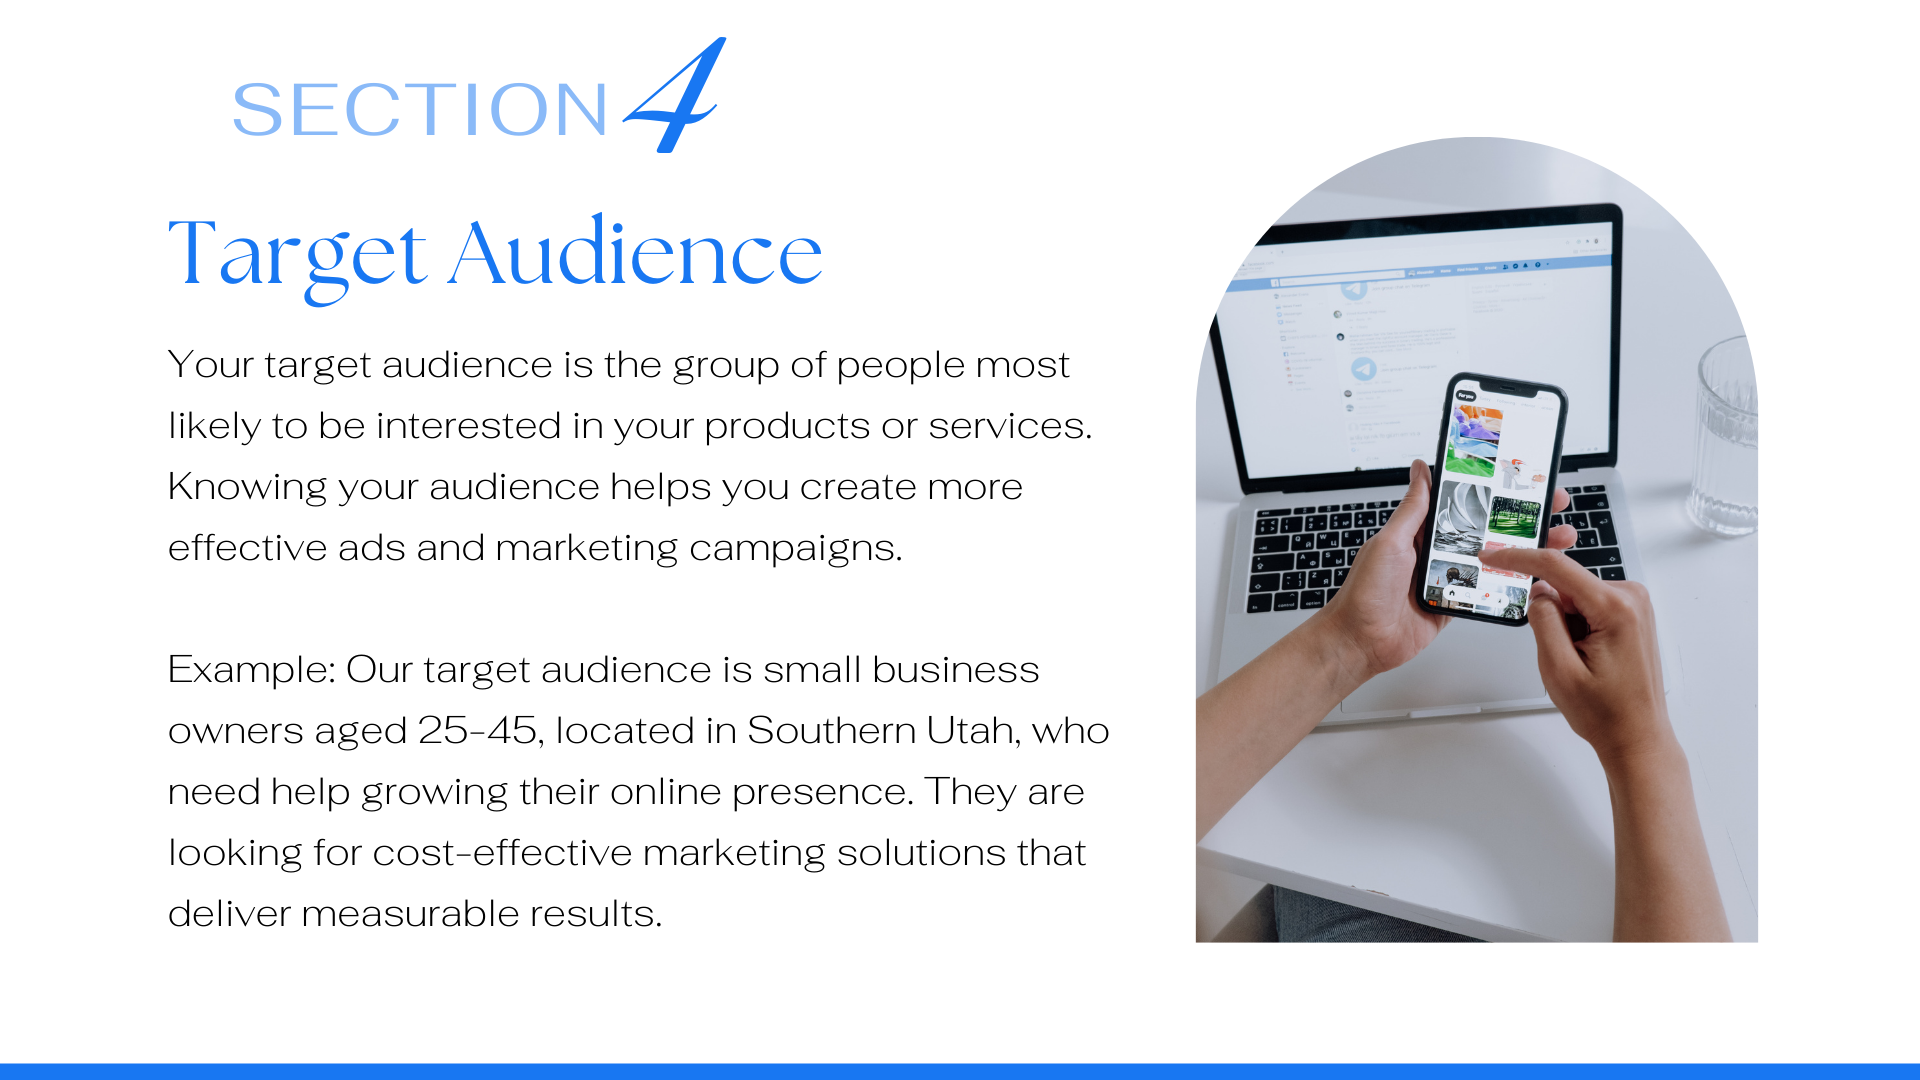 SECTION 4
Target Audience
Your target audience is the group of people most
likely to be interested in your products or services.
Knowing your audience helps you create more
effective ads and marketing campaigns.
Example: Our target audience is small business
owners aged 25-45, located in Southern Utah, who
need help growing their online presence. They are
looking for cost-effective marketing solutions that
deliver measurable results.
For you